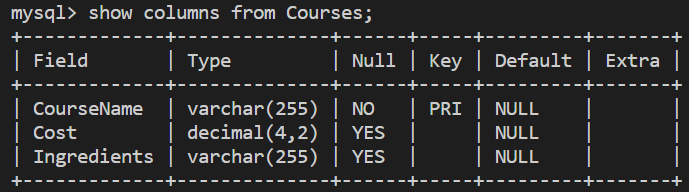 mysql> show columns from Courses;
+-------------+--------------+------+-----+---------+-------+
| Field       | Type         | Null | Key | Default | Extra |
+-------------+--------------+------+-----+---------+-------+
| CourseName  | varchar(255) | NO   | PRI | NULL    |       |
| Cost        | decimal(4,2) | YES  |     | NULL    |       |
| Ingredients | varchar(255) | YES  |     | NULL    |       |
+-------------+--------------+------+-----+---------+-------+